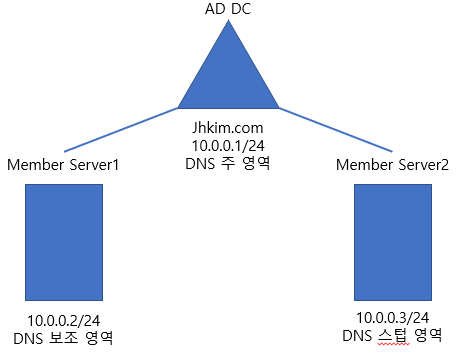 AD DC
Jhkim.com
10.0.0.1/24
DNS 주 영역
Member Server1
Member Server2
10.0.0.2/24
DNS 보조 영역
10.0.0.3/24
DNS 스텁 영역